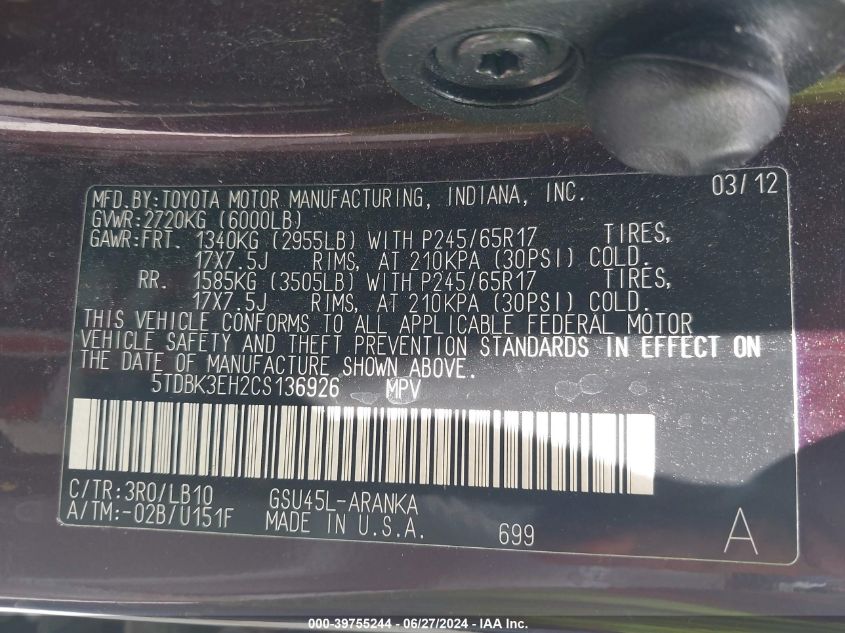 MFD.BY:TOYOTA MOTOR MANUFACTURING, INDIANA, INC. 03/12
GVWR:2720KG (6000LB)
GAWR:FRT. 1340KG (2955LB) WITH P245/65R17 TIRES,
17X7.5J RIMS, AT 210KPA (30PSI) COLD.
RR. 1585KG (3505LB) WITH P245/65R17 TIRES,
17X7.5J RIMS, AT 210KPA (30PSI) COLD.
THIS VEHICLE CONFORMS TO ALL APPLICABLE FEDERAL MOTOR
VEHICLE SAFETY AND THEFT PREVENTION STANDARDS IN EFFECT ON
THE DATE OF MANUFACTURE SHOWN ABOVE.
5TDBK3EH2CS136926 MPV
C/TR:3R0/LB10 GSU45L-ARANKA
A/TM:-02B/U151F MADE IN U.S.A. 699 A
000-39755244 - 06/27/2024 - IAA Inc.